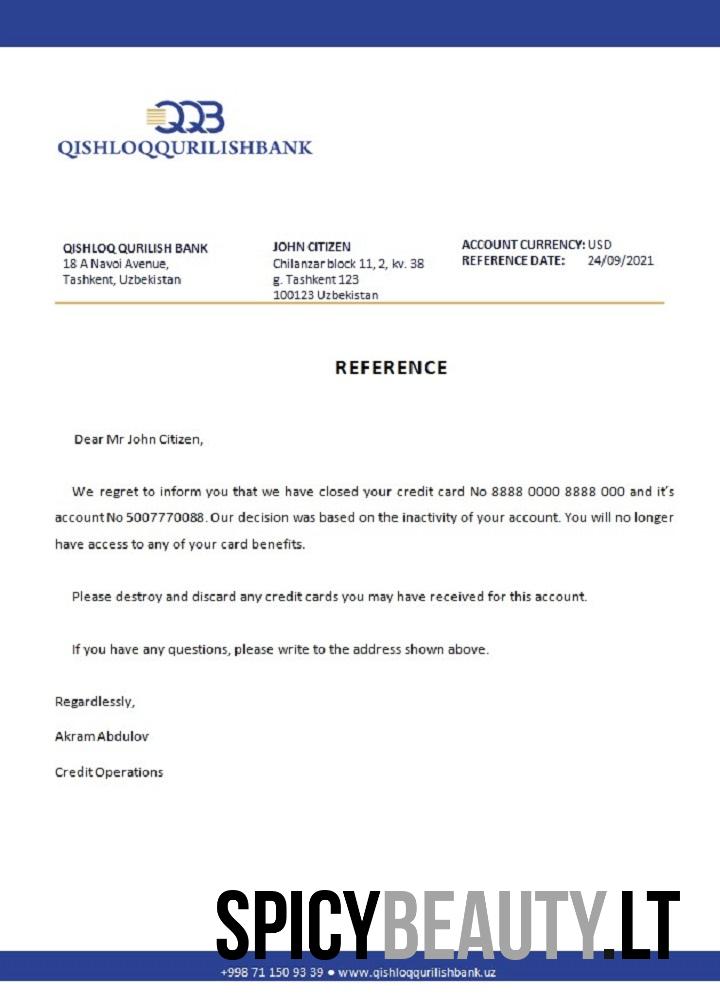 QQB
QISHLOQQURILISHBANK
QISHLOQ QURILISH BANK
18 A Navoi Avenue,
Tashkent, Uzbekistan
JOHN CITIZEN
Chilanzar block 11, 2, kv. 38
g. Tashkent 123
100123 Uzbekistan
ACCOUNT CURRENCY: USD
REFERENCE DATE: 24/09/2021
REFERENCE
Dear Mr John Citizen,
We regret to inform you that we have closed your credit card No 8888 0000 8888 000 and it's
account No 5007770088. Our decision was based on the inactivity of your account. You will no longer
have access to any of your card benefits.
Please destroy and discard any credit cards you may have received for this account.
If you have any questions, please write to the address shown above.
Regardlessly,
Akram Abdulov
Credit Operations
SPICYBEAUTY.LT
+998 71 150 93 39 ● www.qishloqqurilishbank.uz